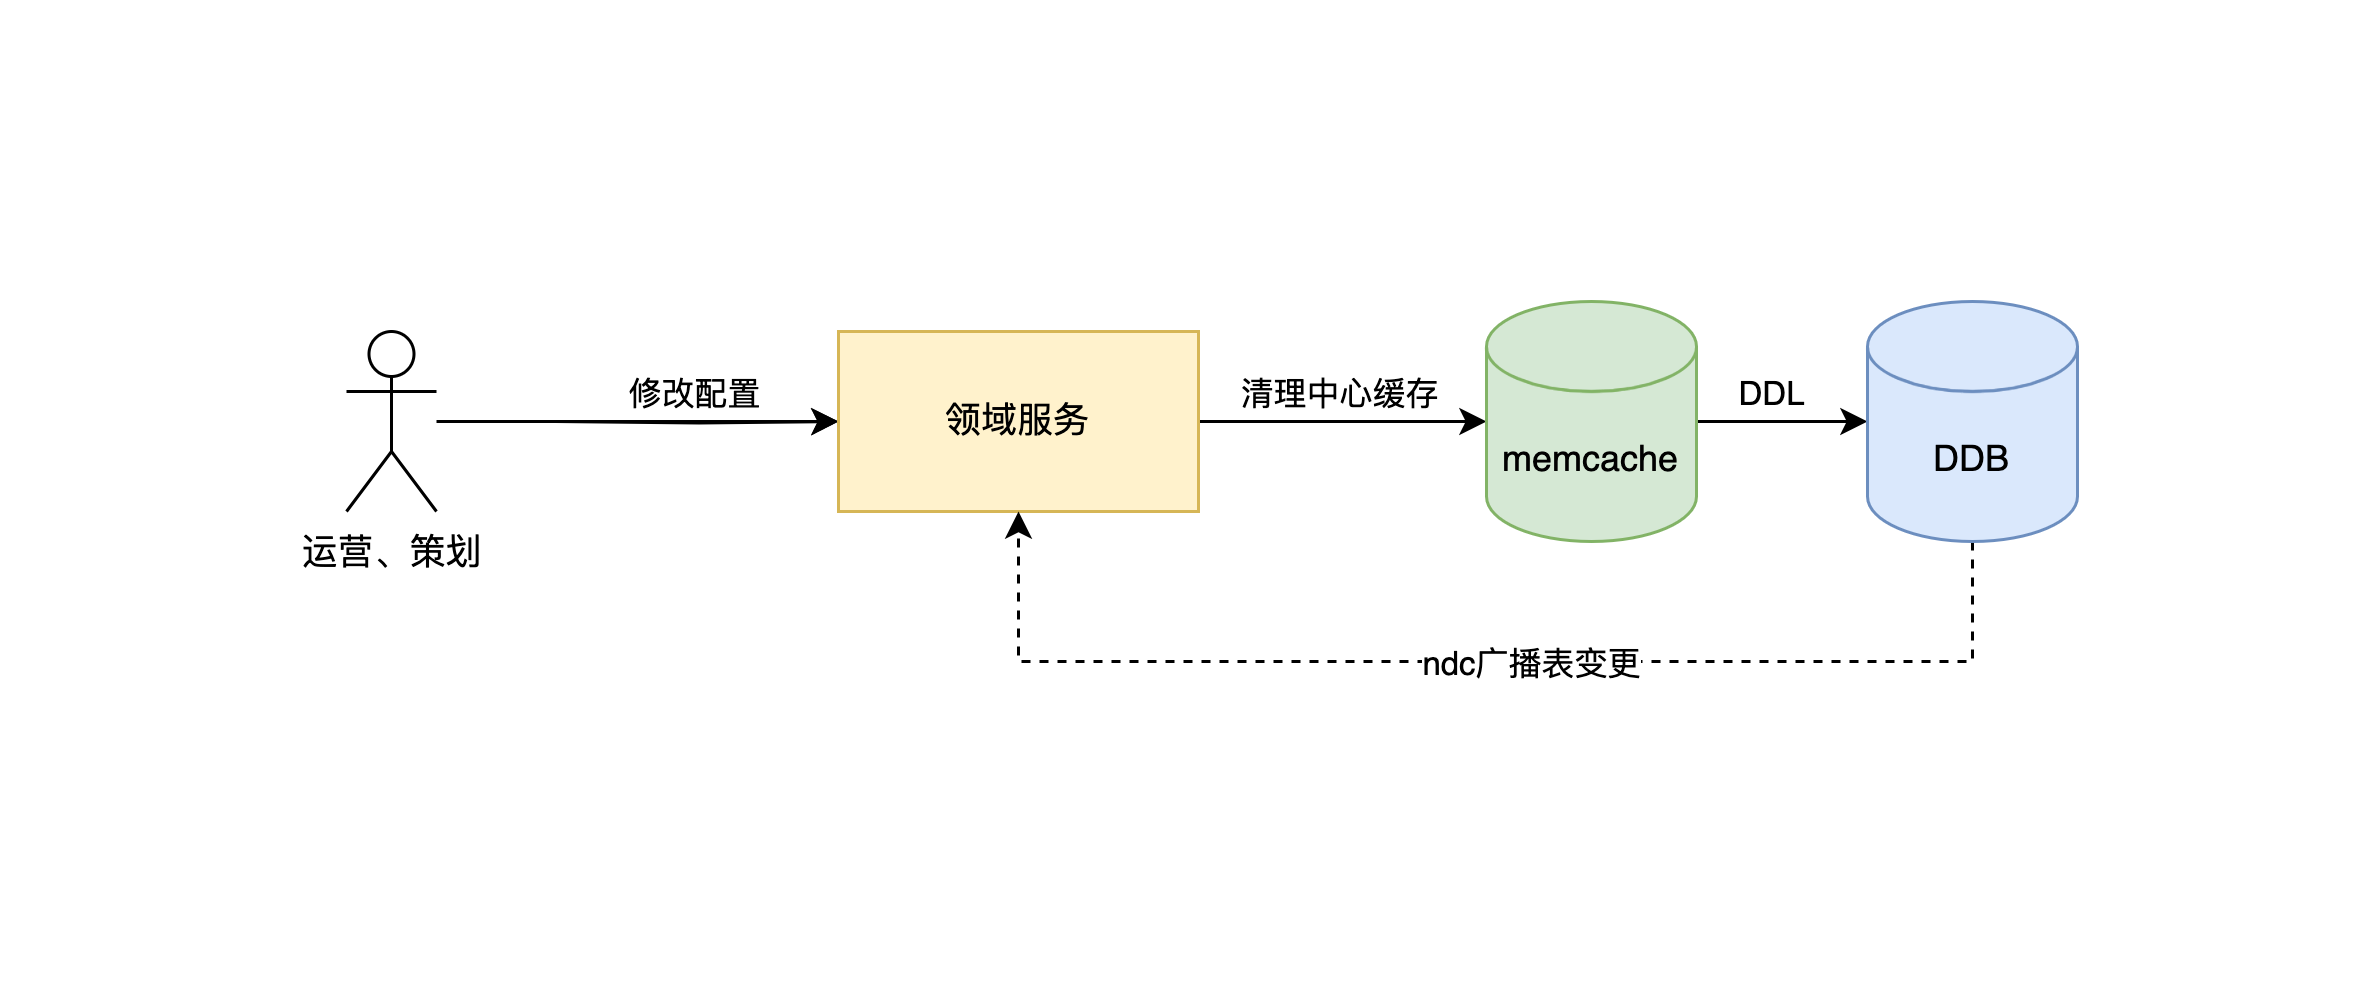 修改配置
清理中心缓存
DDL
领域服务
memcache
DDB
运营、策划
ndc广播表变更